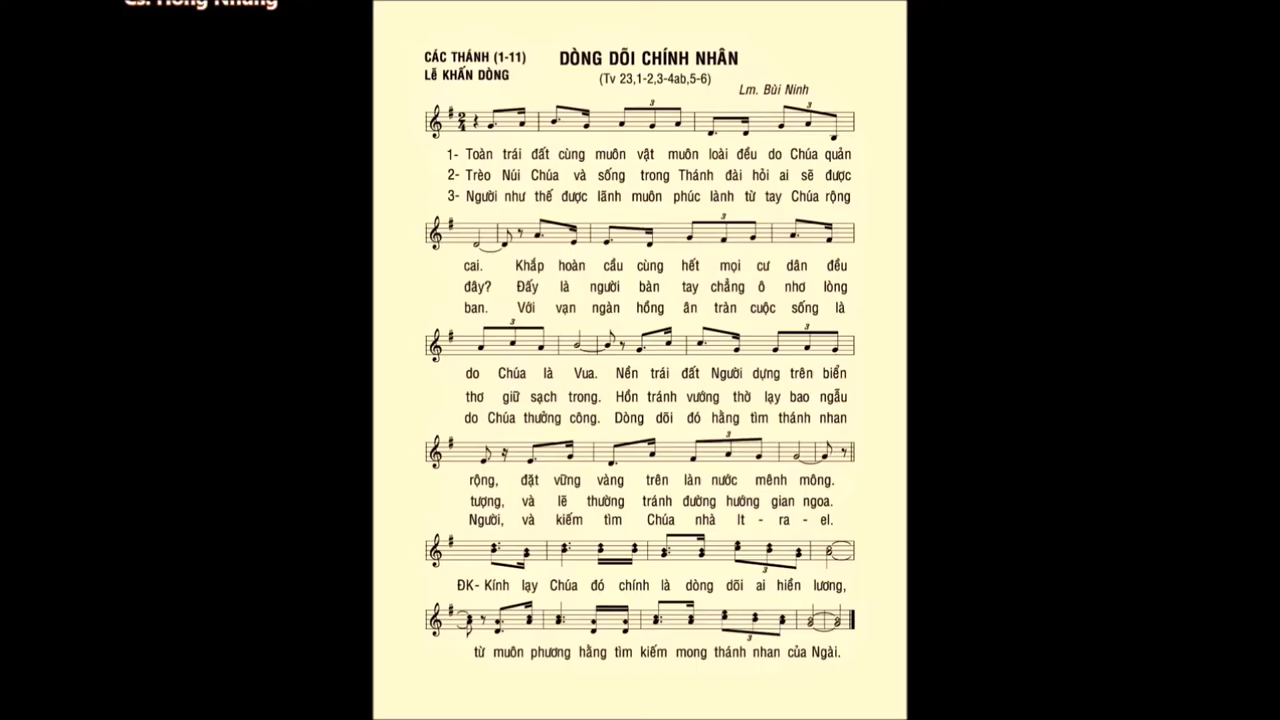 Cs. Hồng Nhung
CÁC THÁNH (1-11)
LỄ KHẤN DÒNG
DÒNG DÕI CHÍNH NHÂN
(Tv 23,1-2,3-4ab,5-6)
Lm. Bùi Ninh
1- Toàn trái đất cùng muôn vật muôn loài đều do Chúa quản
2- Trèo Núi Chúa và sống trong Thánh đài hỏi ai sẽ được
3- Người như thế được lãnh muôn phúc lành từ tay Chúa rộng
cai. Khắp hoàn cầu cùng hết mọi cư dân đều
đây? Đấy là người bàn tay chẳng ô nhơ lòng
ban. Với vạn ngàn hồng ân tràn cuộc sống là
do Chúa là Vua. Nền trái đất Người dựng trên biển
thơ giữ sạch trong. Hồn tránh vướng thờ lạy bao ngẫu
do Chúa thưởng công. Dòng dõi đó hằng tìm thánh nhan
rộng, đặt vững vàng trên làn nước mênh mông.
tượng, và lẽ thường tránh đường hướng gian ngoa.
Người, và kiếm tìm Chúa nhà It - ra - el.
ĐK- Kính lạy Chúa đó chính là dòng dõi ai hiền lương,
từ muôn phương hằng tìm kiếm mong thánh nhan của Ngài.